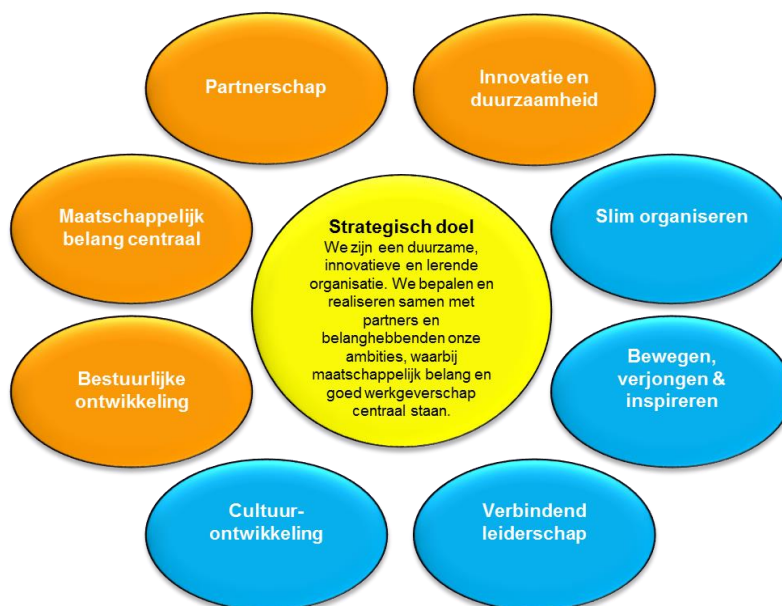 Partnerschap
Innovatie en
duurzaamheid
Maatschappelijk
belang centraal
Slim organiseren
Strategisch doel
We zijn een duurzame,
innovatieve en lerende
organisatie. We bepalen en
realiseren samen met
partners en
belanghebbenden onze
ambities, waarbij
maatschappelijk belang en
goed werkgeverschap
centraal staan.
Bestuurlijke
ontwikkeling
Bewegen,
verjongen &
inspireren
Cultuur-
ontwikkeling
Verbindend
leiderschap